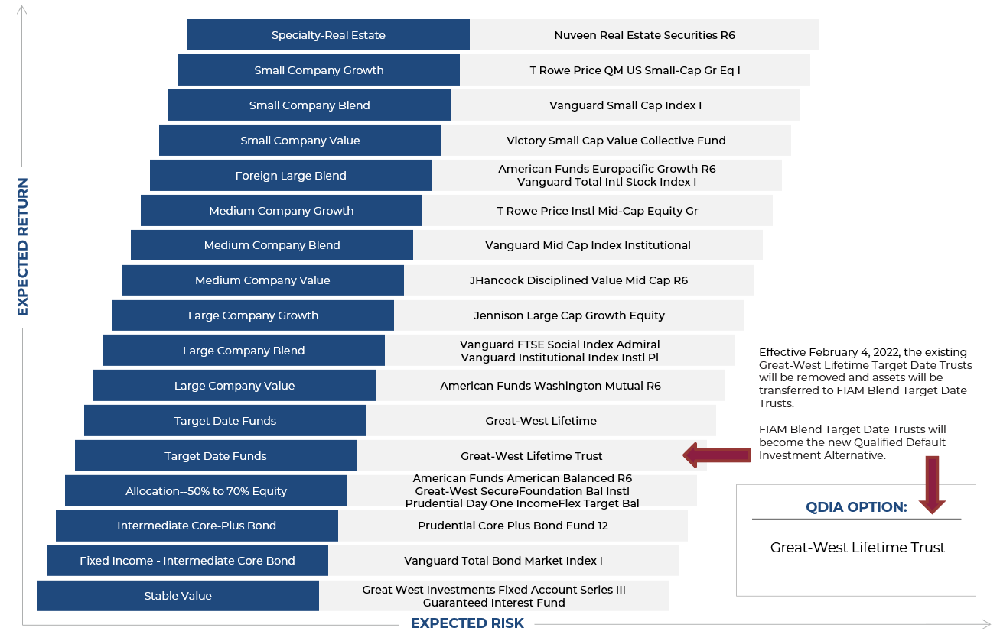 Specialty-Real Estate
Nuveen Real Estate Securities R6
Small Company Growth
T Rowe Price QM US Small-Cap Gr Eq I
Small Company Blend
Vanguard Small Cap Index I
Small Company Value
Victory Small Cap Value Collective Fund
Foreign Large Blend
American Funds Europacific Growth R6
Vanguard Total Intl Stock Index I
Medium Company Growth
T Rowe Price Instl Mid-Cap Equity Gr
Medium Company Blend
Vanguard Mid Cap Index Institutional
Medium Company Value
JHancock Disciplined Value Mid Cap R6
Large Company Growth
Jennison Large Cap Growth Equity
Large Company Blend
Vanguard FTSE Social Index Admiral
Vanguard Institutional Index Instl Pl
Large Company Value
American Funds Washington Mutual R6
Target Date Funds
Great-West Lifetime
Target Date Funds
Great-West Lifetime Trust
Allocation--50% to 70% Equity
American Funds American Balanced R6
Great-West SecureFoundation Bal Instl
Prudential Day One IncomeFlex Target Bal
Intermediate Core-Plus Bond
Prudential Core Plus Bond Fund 12
Fixed Income - Intermediate Core Bond
Vanguard Total Bond Market Index I
Stable Value
Great West Investments Fixed Account Series III
Guaranteed Interest Fund
EXPECTED RETURN
EXPECTED RISK
Effective February 4, 2022, the existing
Great-West Lifetime Target Date Trusts
will be removed and assets will be
transferred to FIAM Blend Target Date
Trusts.
FIAM Blend Target Date Trusts will
become the new Qualified Default
Investment Alternative.
QDIA OPTION:
Great-West Lifetime Trust